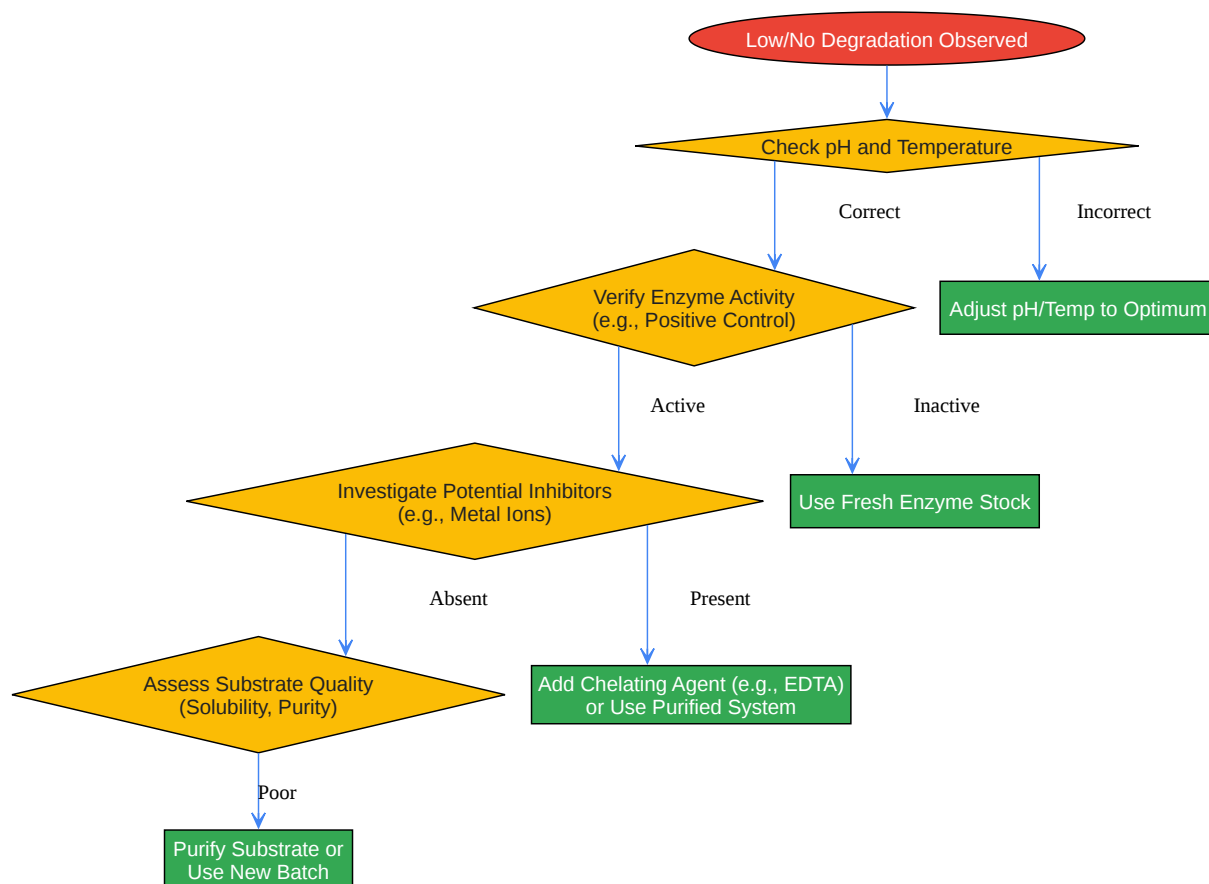 Low/No Degradation Observed
Check pH and Temperature
Correct
Incorrect
Verify Enzyme Activity
(e.g., Positive Control)
Adjust pH/Temp to Optimum
Active
Inactive
Investigate Potential Inhibitors
(e.g., Metal Ions)
Use Fresh Enzyme Stock
Absent
Present
Assess Substrate Quality
(Solubility, Purity)
Add Chelating Agent (e.g., EDTA)
or Use Purified System
Poor
Purify Substrate or
Use New Batch